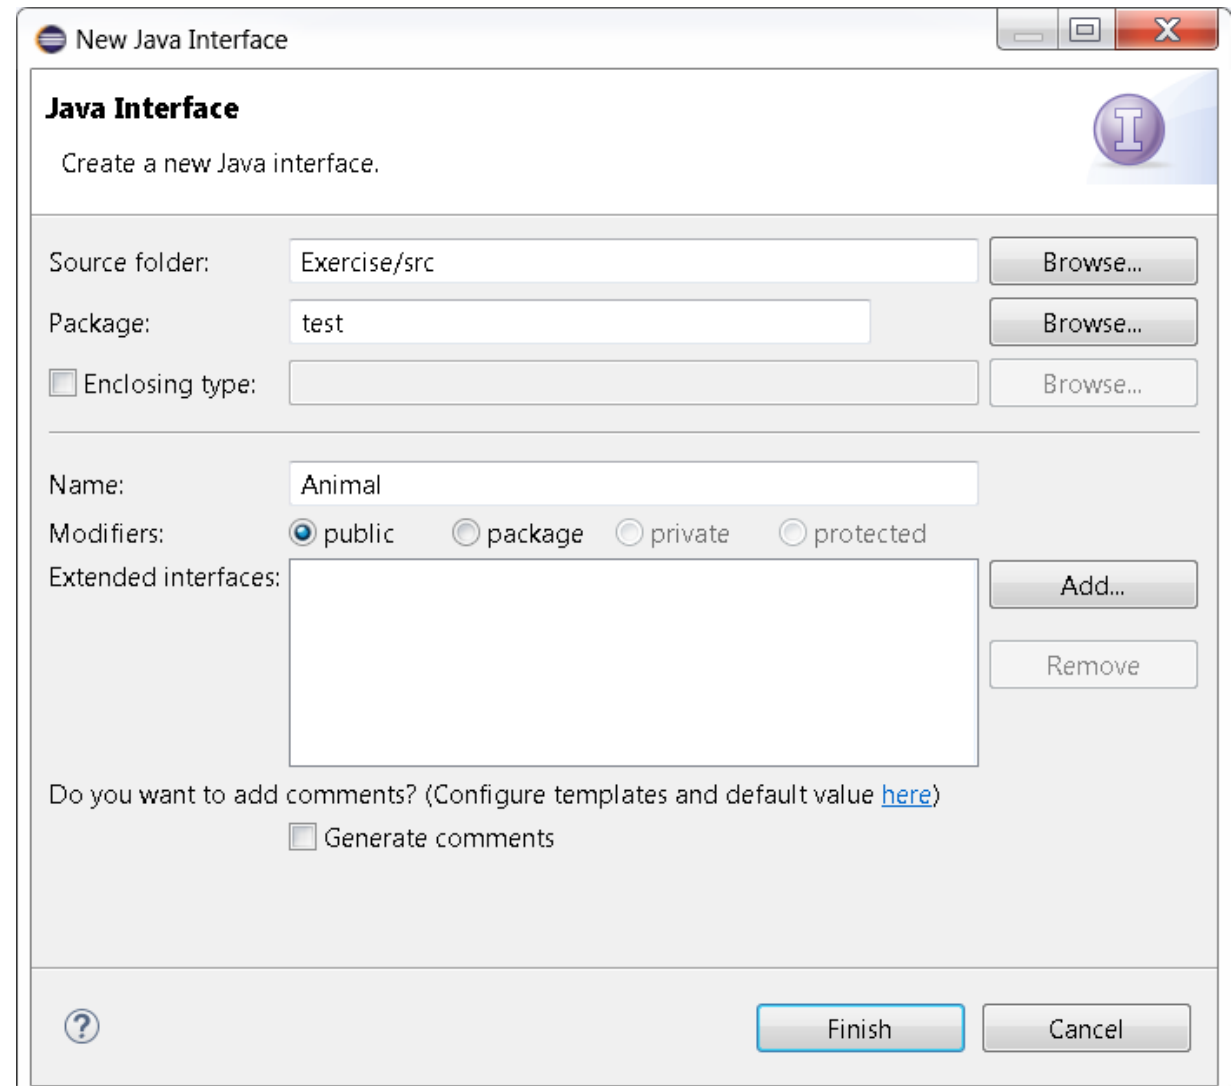 New Java Interface
Java Interface
Create a new Java interface.
Source folder: Exercise/src Browse...
Package: test Browse...
Enclosing type: Browse...
Name: Animal
Modifiers: public package private protected
Extended interfaces: Add...
Remove
Do you want to add comments? (Configure templates and default value here)
Generate comments
? Finish Cancel